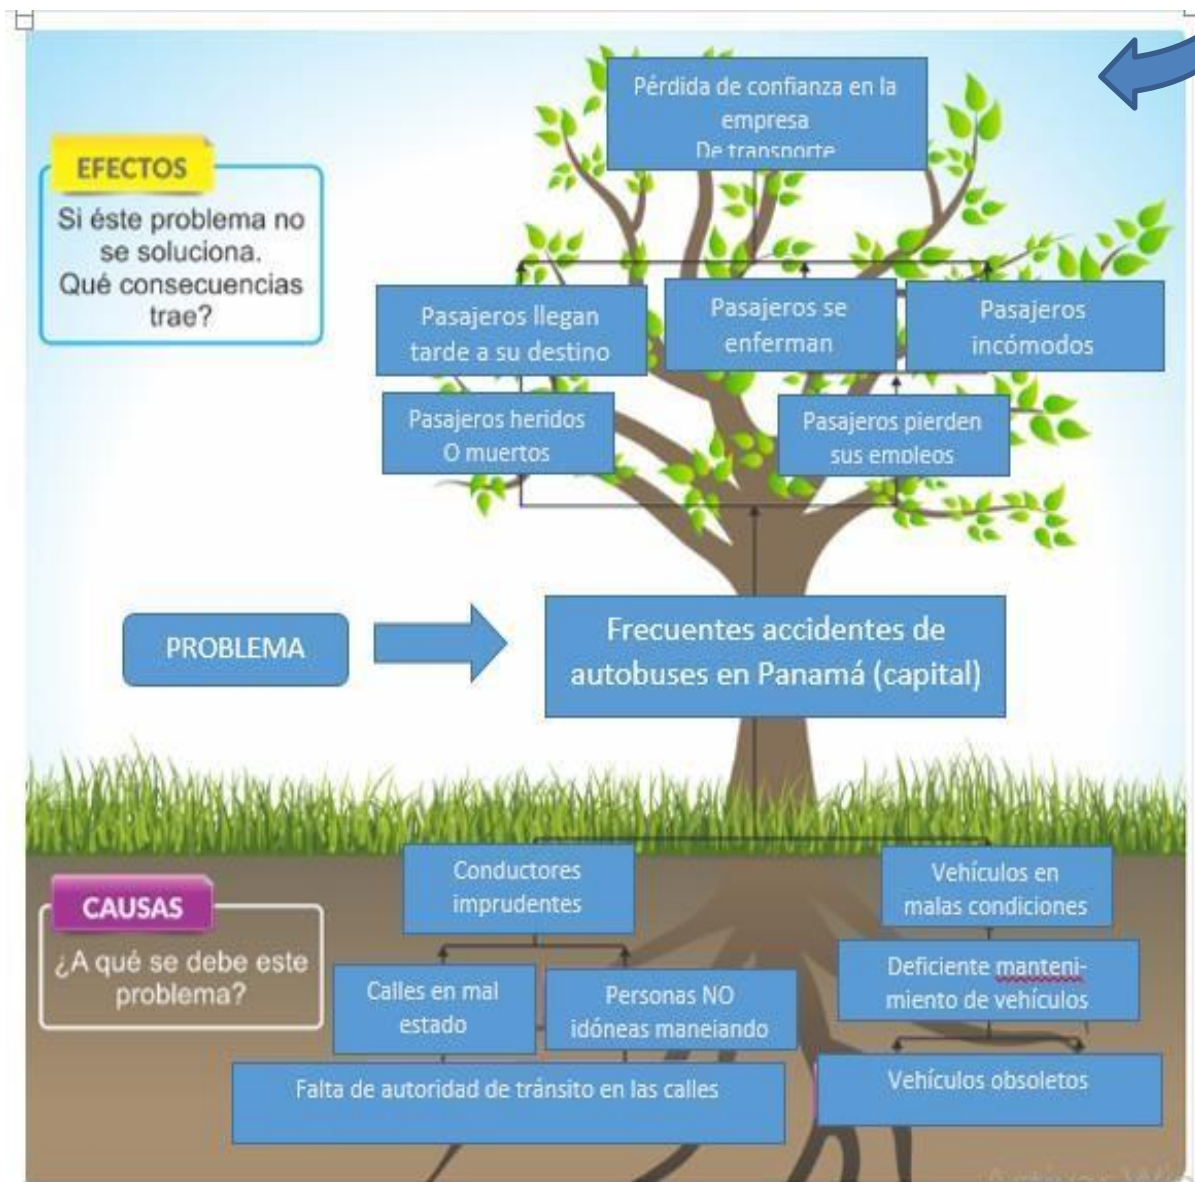 Pérdida de confianza en la
empresa
De transporte
EFECTOS
Si éste problema no
se soluciona.
Qué consecuencias
trae?
Pasajeros llegan
tarde a su destino
Pasajeros se
enferman
Pasajeros
incómodos
Pasajeros heridos
O muertos
Pasajeros pierden
sus empleos
PROBLEMA
Frecuentes accidentes de
autobuses en Panamá (capital)
CAUSAS
¿A qué se debe este
problema?
Conductores
imprudentes
Vehículos en
malas condiciones
Calles en mal
estado
Personas NO
idóneas manejando
Deficiente manteni-
miento de vehículos
Falta de autoridad de tránsito en las calles
Vehículos obsoletos